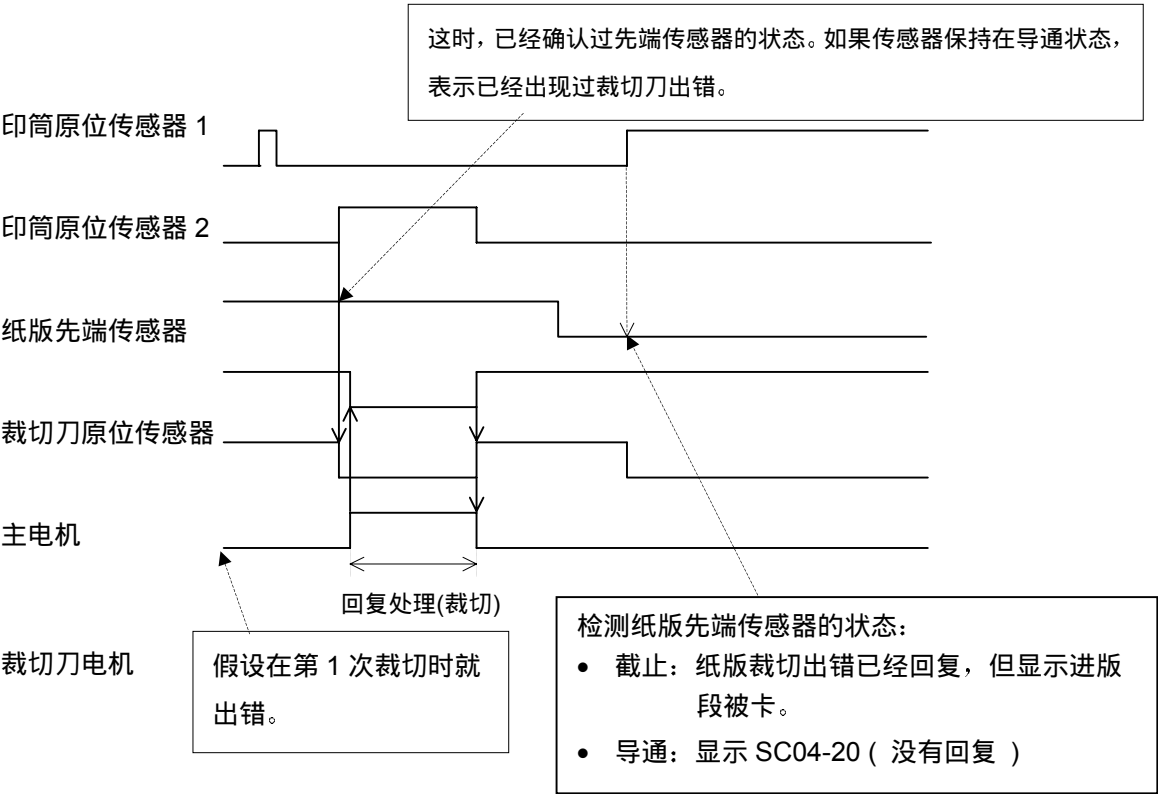 这时，已经确认过先端传感器的状态。如果传感器保持在导通状态，
表示已经出现过裁切刀出错。
印筒原位传感器 1
印筒原位传感器 2
纸版先端传感器
裁切刀原位传感器
主电机
回复处理(裁切)
裁切刀电机
假设在第 1 次裁切时就
出错。
检测纸版先端传感器的状态：
• 截止：纸版裁切出错已经回复，但显示进版
段被卡。
• 导通：显示 SC04-20 ( 没有回复 )